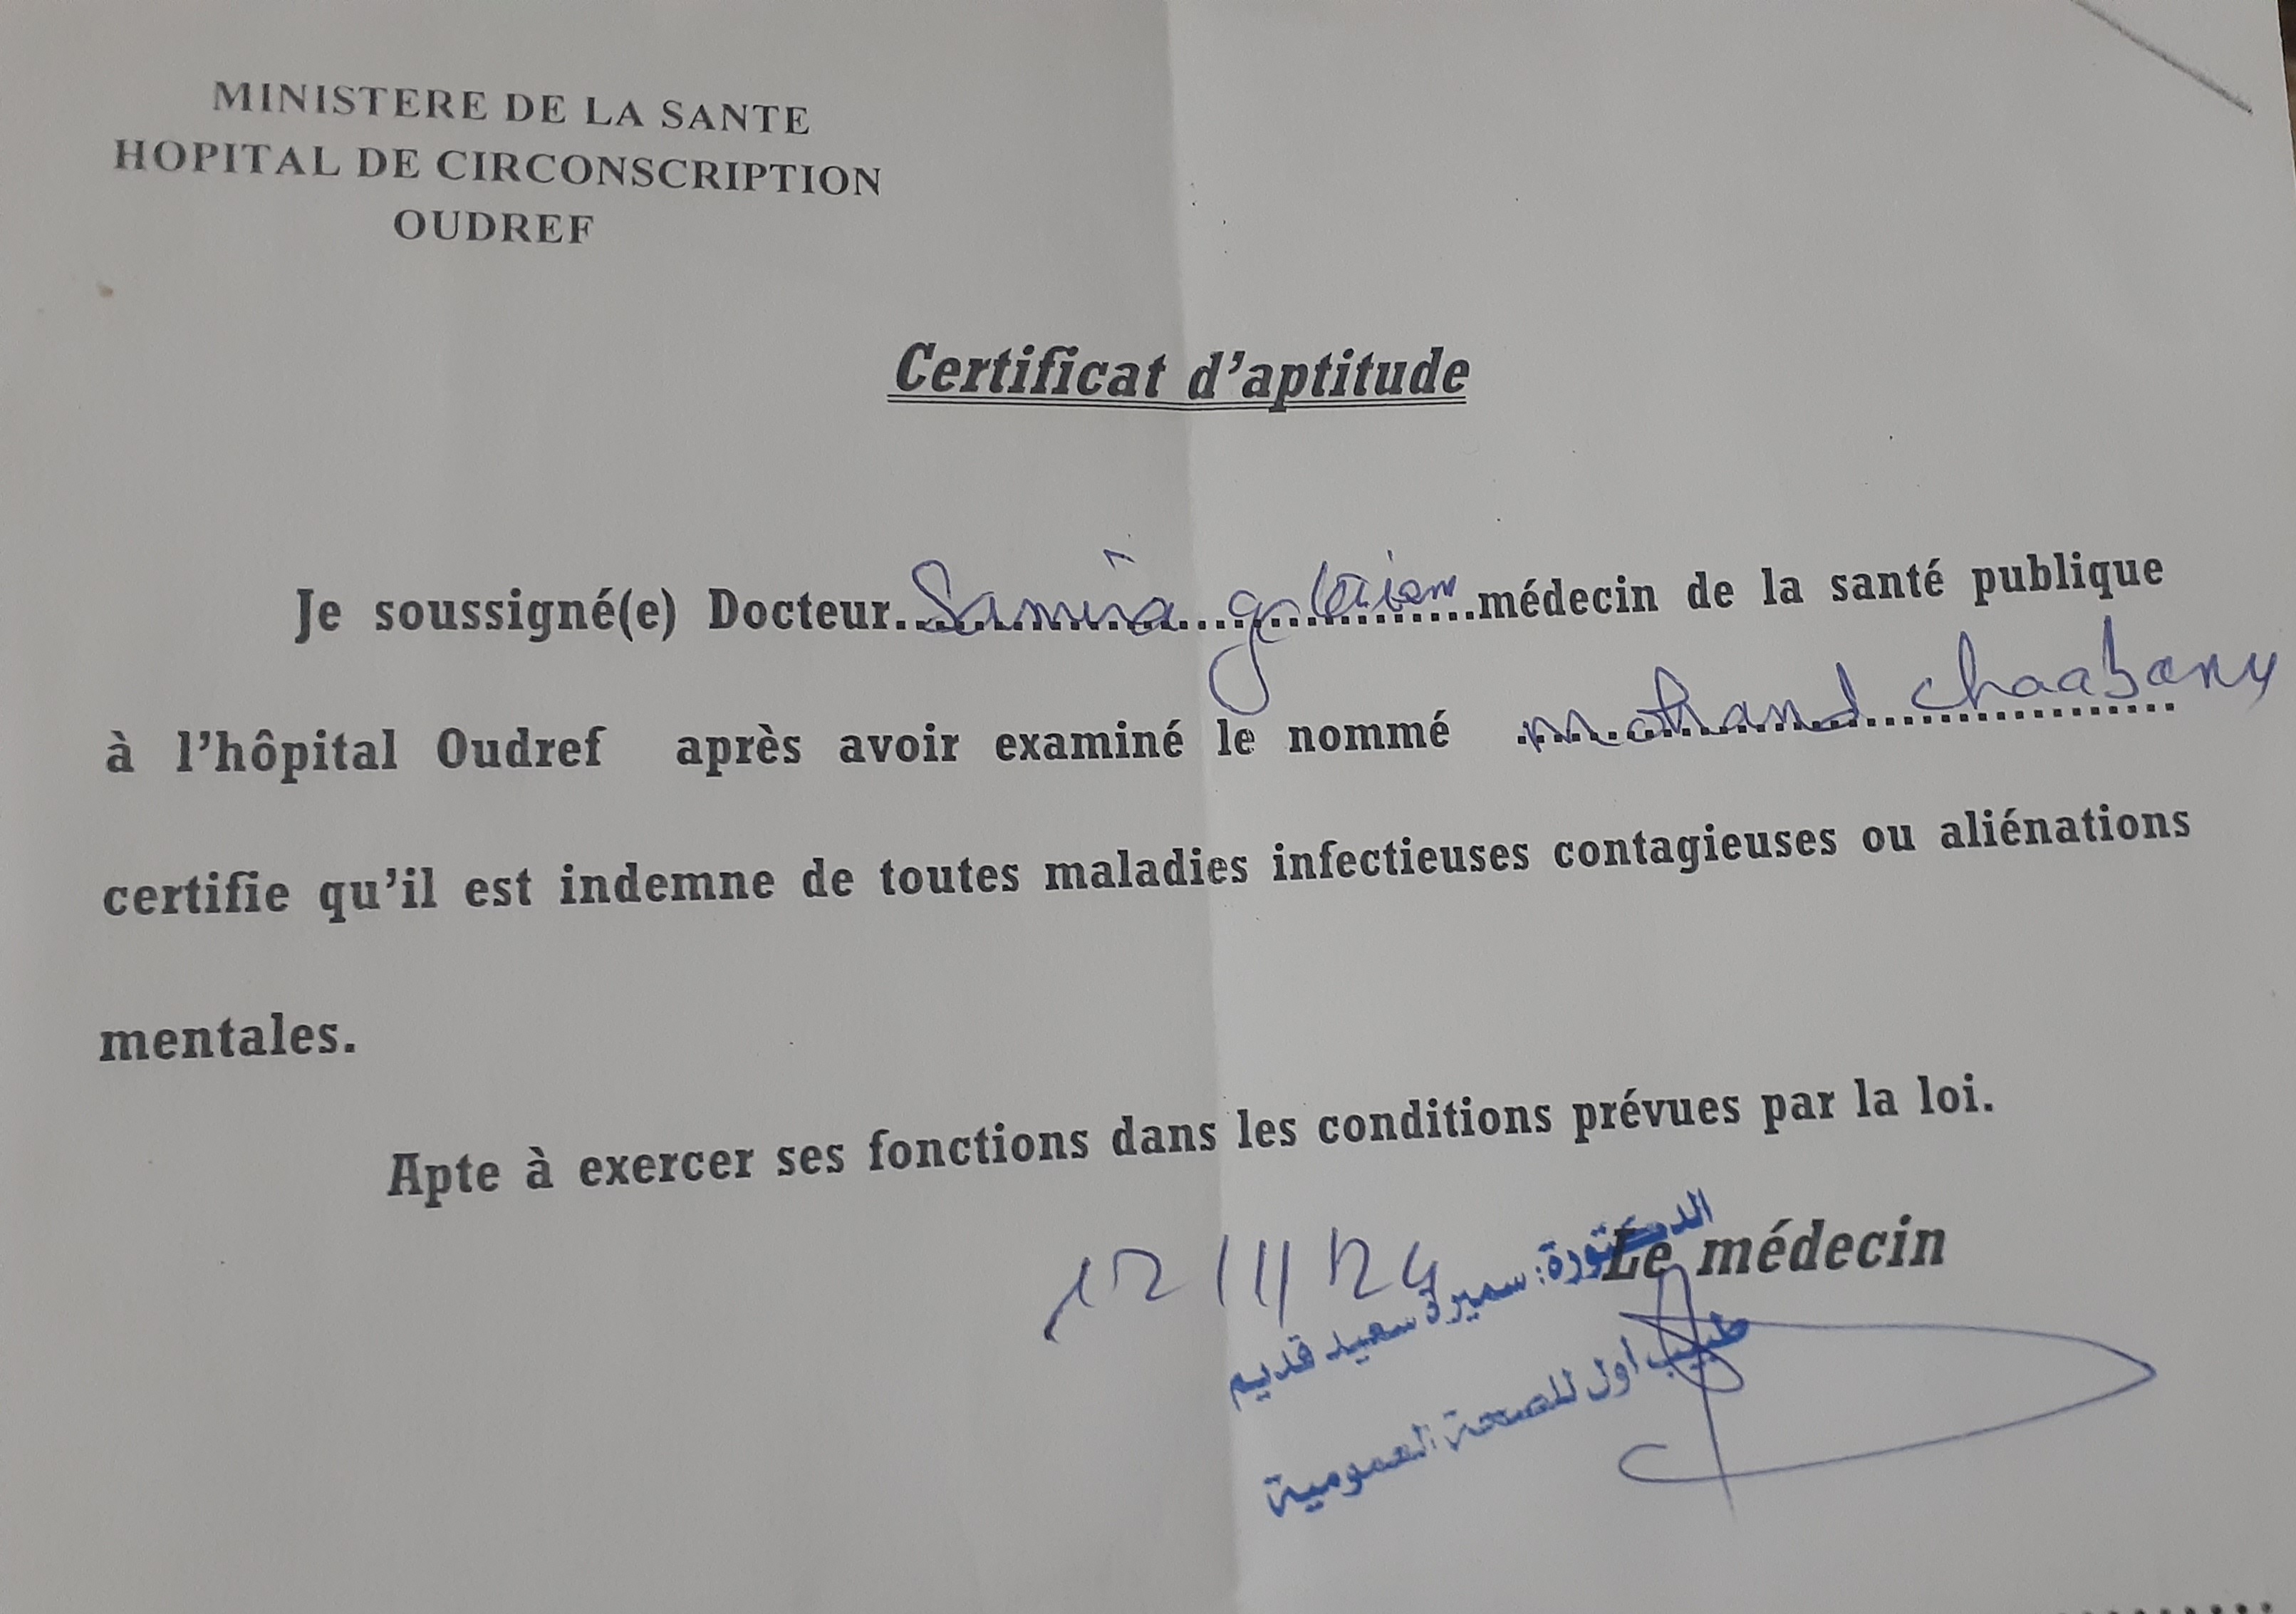 MINISTERE DE LA SANTE
HOPITAL DE CIRCONSCRIPTION
OUDREF
Certificat d'aptitude
Je soussigné(e) Docteur Samira médecin de la santé publique
à l'hôpital Oudref après avoir examiné le nommé mohand chaabany
certifie qu'il est indemne de toutes maladies infectieuses contagieuses ou aliénations
mentales.
Apte à exercer ses fonctions dans les conditions prévues par la loi.
12/11/24
Le médecin
الدكتورة: سميرة سعيد قديم
طبيب اول للصحة العمومية